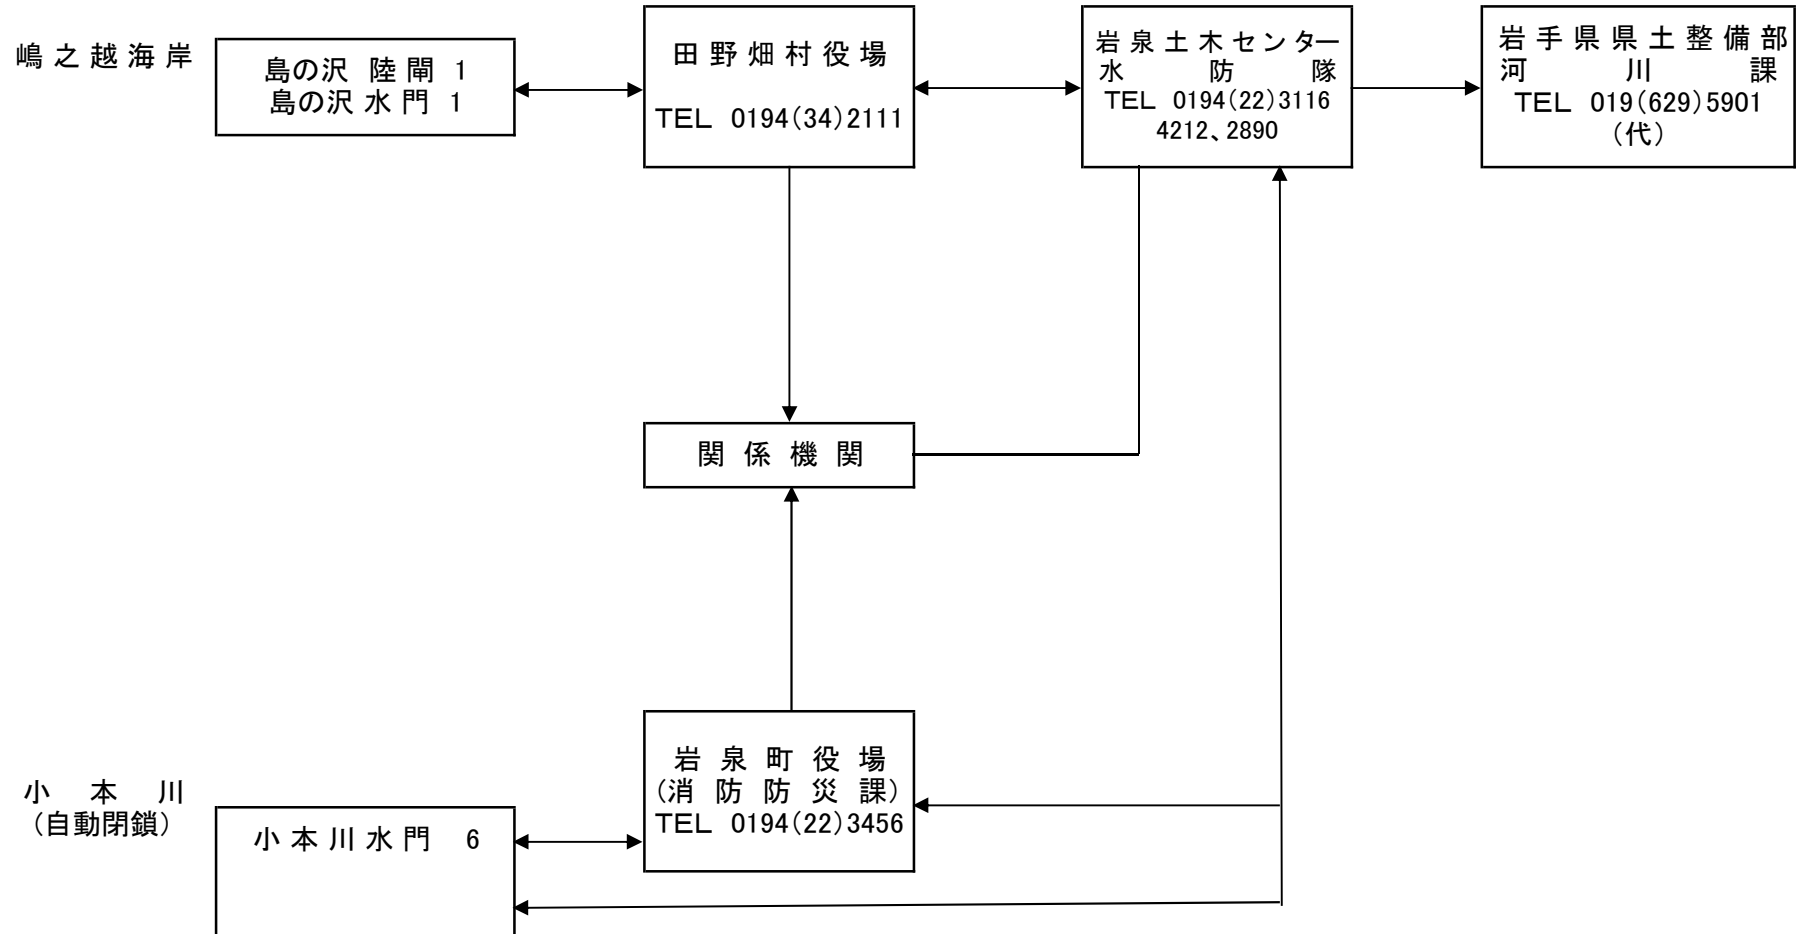 嶋之越海岸
島の沢 陸閘 1
島の沢水門 1
田野畑村役場
TEL 0194(34)2111
岩泉土木センター
水防隊
TEL 0194(22)3116
4212、2890
岩手県県土整備部
河川課
TEL 019(629)5901
(代)
関係機関
小本川
(自動閉鎖)
小本川水門 6
岩泉町役場
(消防防災課)
TEL 0194(22)3456